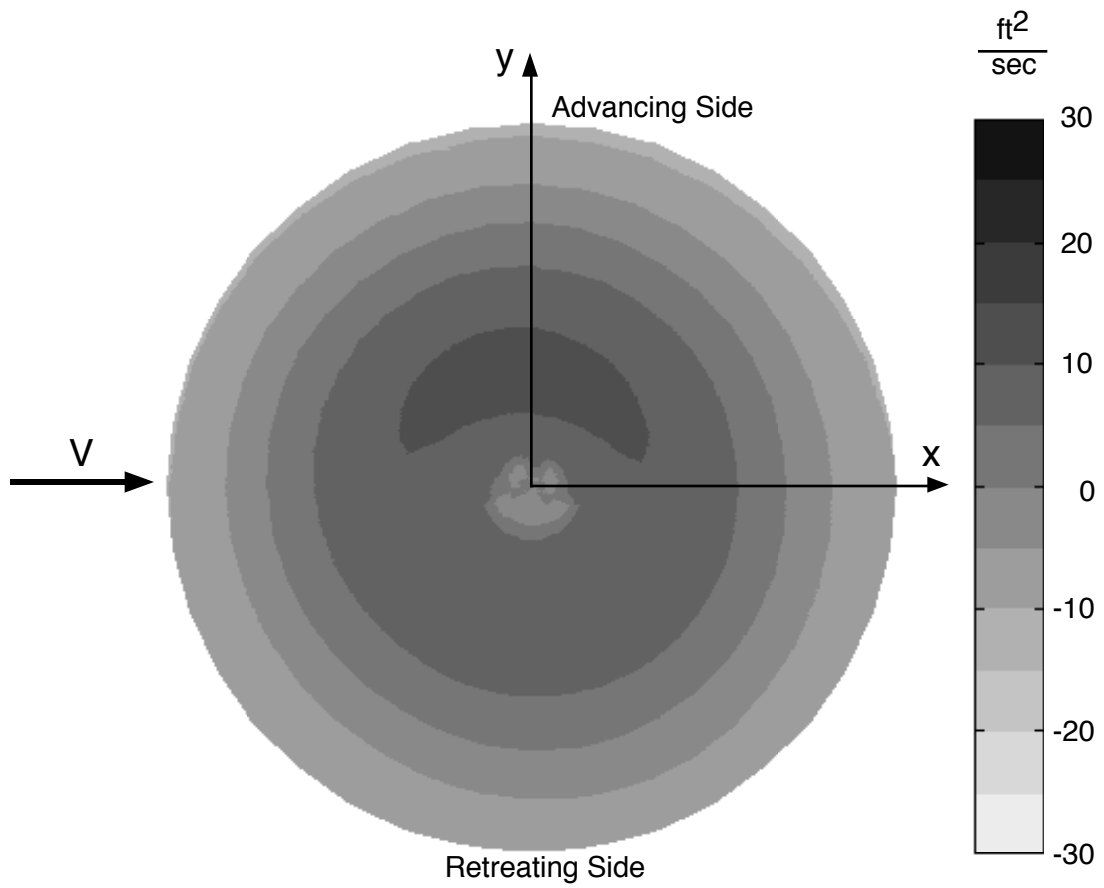 ft2
sec
y
Advancing Side
30
20
10
V
x
0
-10
-20
-30
Retreating Side